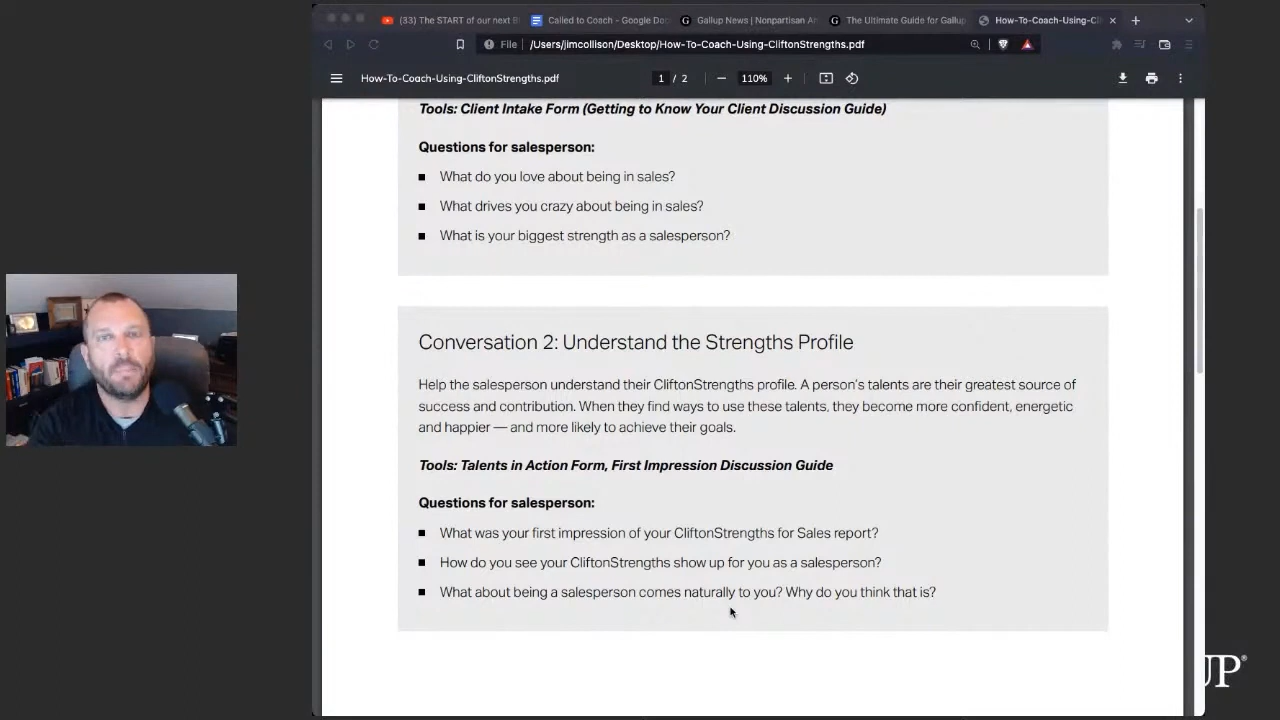 (33) The START of our next B
Called to Coach - Google Doc
Gallup News | Nonpartisan An
The Ultimate Guide for Gallup
How-To-Coach-Using-Cl
File
/Users/jimcollison/Desktop/How-To-Coach-Using-CliftonStrengths.pdf
How-To-Coach-Using-CliftonStrengths.pdf
1 / 2
110%
Tools: Client Intake Form (Getting to Know Your Client Discussion Guide)
Questions for salesperson:
What do you love about being in sales?
What drives you crazy about being in sales?
What is your biggest strength as a salesperson?
Conversation 2: Understand the Strengths Profile
Help the salesperson understand their CliftonStrengths profile. A person's talents are their greatest source of
success and contribution. When they find ways to use these talents, they become more confident, energetic
and happier — and more likely to achieve their goals.
Tools: Talents in Action Form, First Impression Discussion Guide
Questions for salesperson:
What was your first impression of your CliftonStrengths for Sales report?
How do you see your CliftonStrengths show up for you as a salesperson?
What about being a salesperson comes naturally to you? Why do you think that is?
UP®